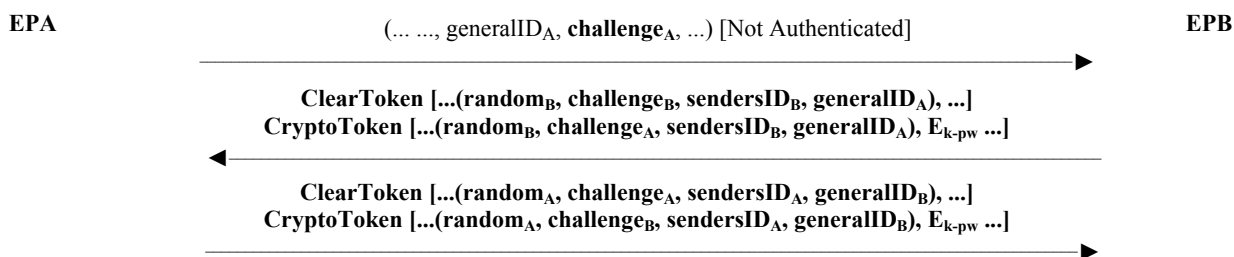 EPA (... ..., generalIDA, challengeA, ...) [Not Authenticated] EPB
ClearToken [...(randomB, challengeB, sendersIDB, generalIDA), ...]
CryptoToken [...(randomB, challengeA, sendersIDB, generalIDA), Ek-pw ...]
ClearToken [...(randomA, challengeA, sendersIDA, generalIDB), ...]
CryptoToken [...(randomA, challengeB, sendersIDA, generalIDB), Ek-pw ...]